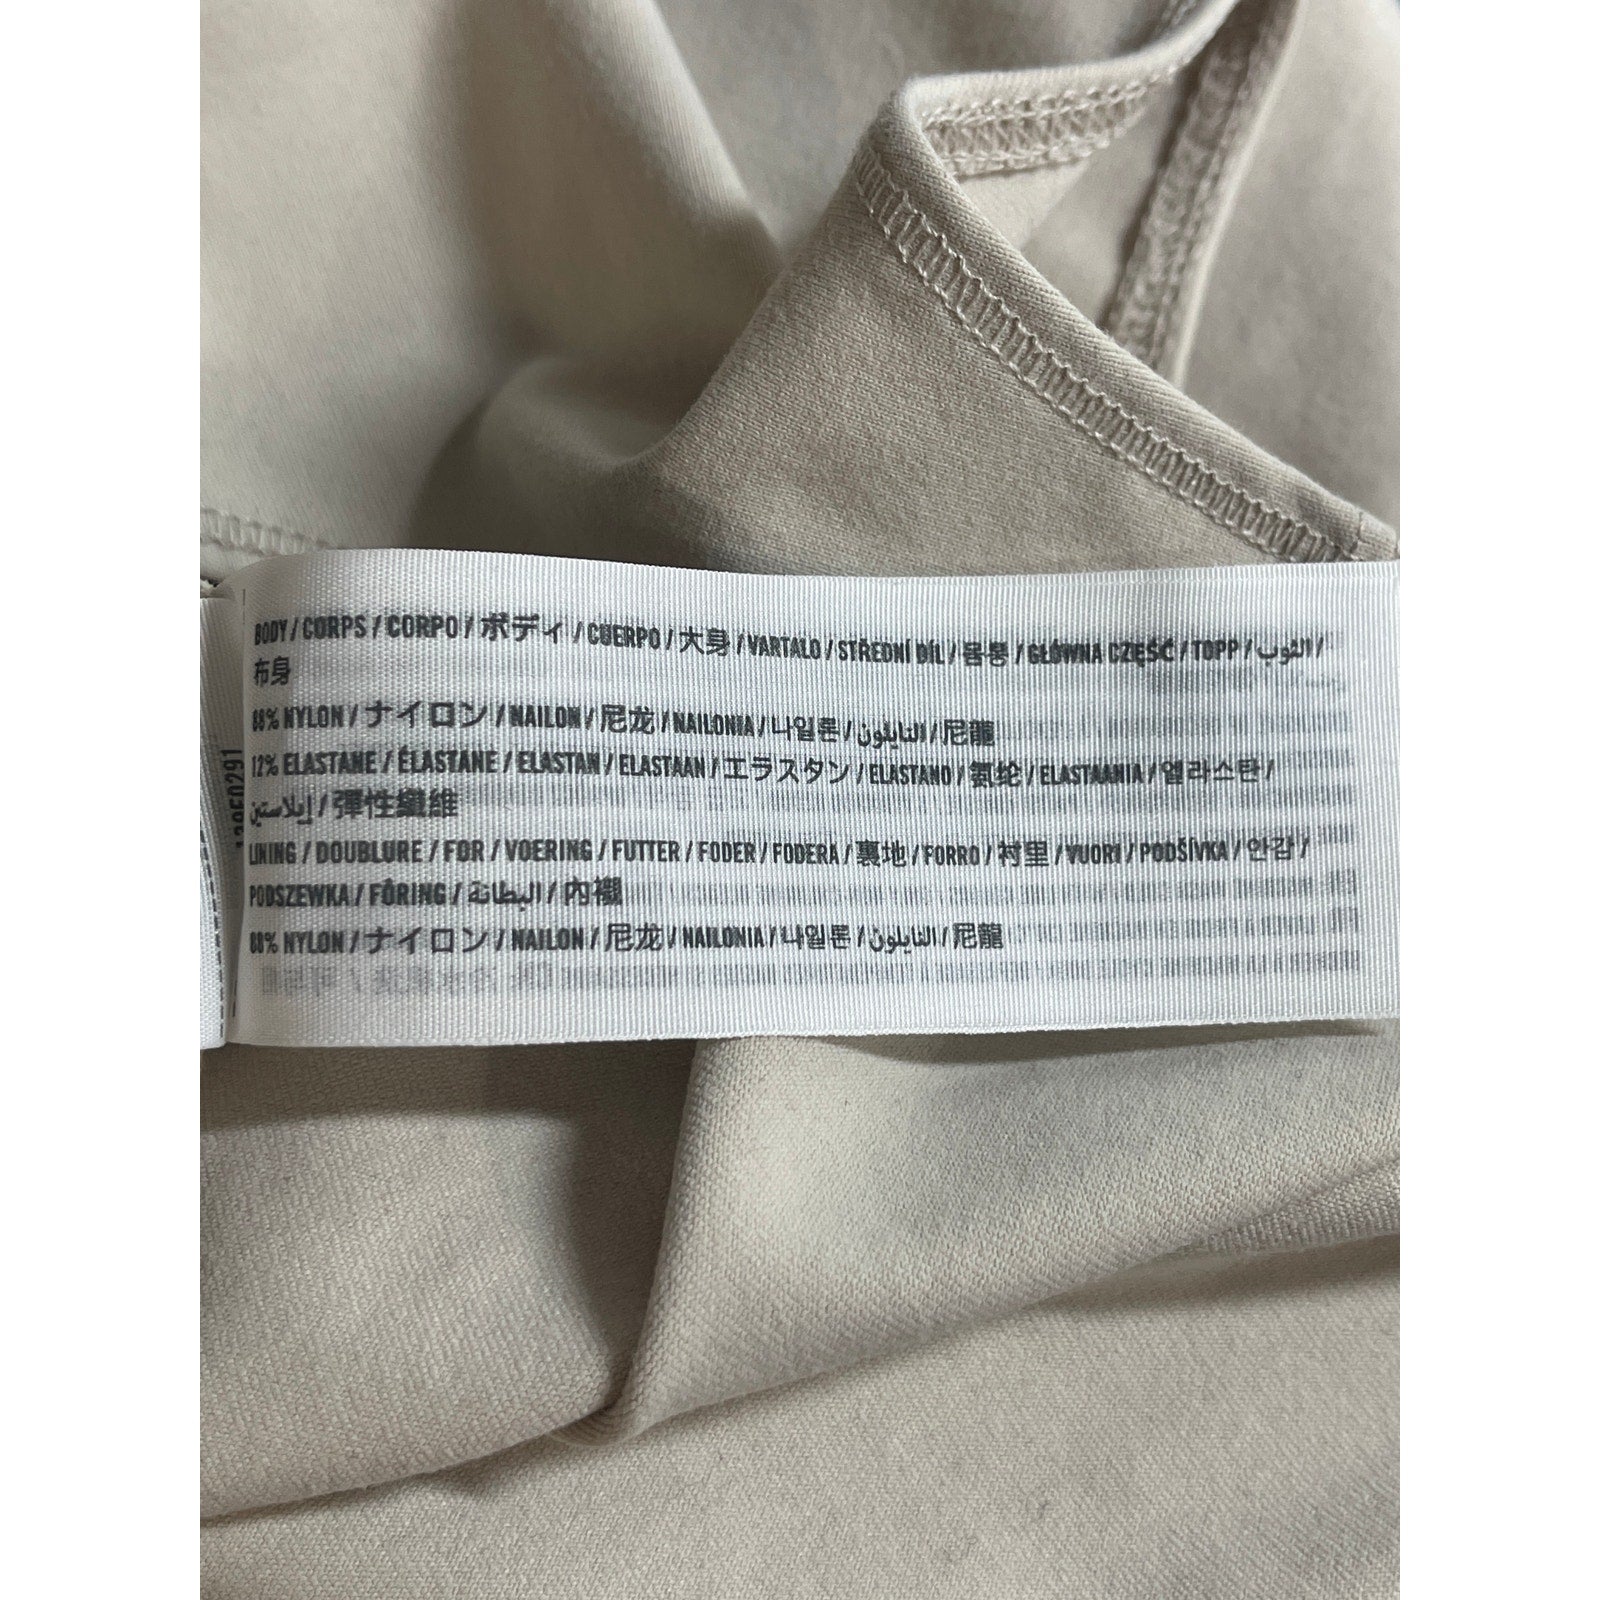 BODY / CORPS / CORPO / ボディ / CUERPO / 大身 / VARTALO / STŘEDNÍ DÍL / 몸통 / GŁÓWNA CZĘŚĆ / TOPP / الثوب /
布身
88% NYLON / ナイロン / NAILON / 尼龙 / NAILONIA / 나일론 / النايلون / 尼龍
12% ELASTANE / ÉLASTANE / ELASTAN / ELASTAAN / エラスタン / ELASTANO / 氨纶 / ELASTAANIA / 엘라스탄 /
إيلاستين / 彈性纖維
LINING / DOUBLURE / FOR / VOERING / FUTTER / FODER / FODERA / 裏地 / FORRO / 衬里 / VUORI / PODŠÍVKA / 안감 /
PODSZEWKA / FÔRING / البطانة / 內襯
88% NYLON / ナイロン / NAILON / 尼龙 / NAILONIA / 나일론 / النايلون / 尼龍